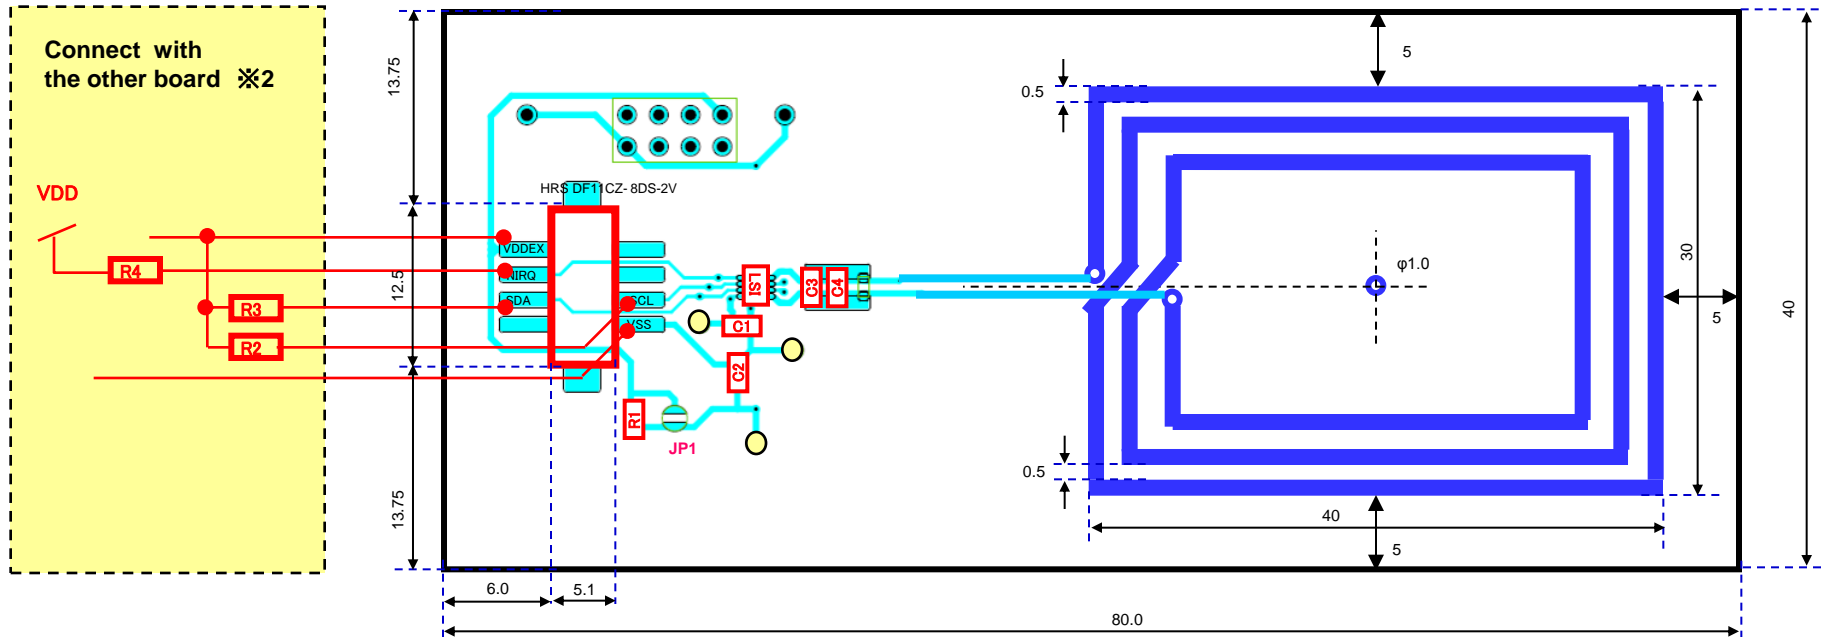 Connect with
the other board ※2
VDD
R4
R3
R2
13.75
12.5
13.75
HRS DF11CZ-8DS-2V
VDDEX
NIRQ
SDA
SCL
VSS
LSI
C3
C4
C1
C2
R1
JP1
0.5
5
φ1.0
30
5
40
0.5
40
5
6.0
5.1
80.0